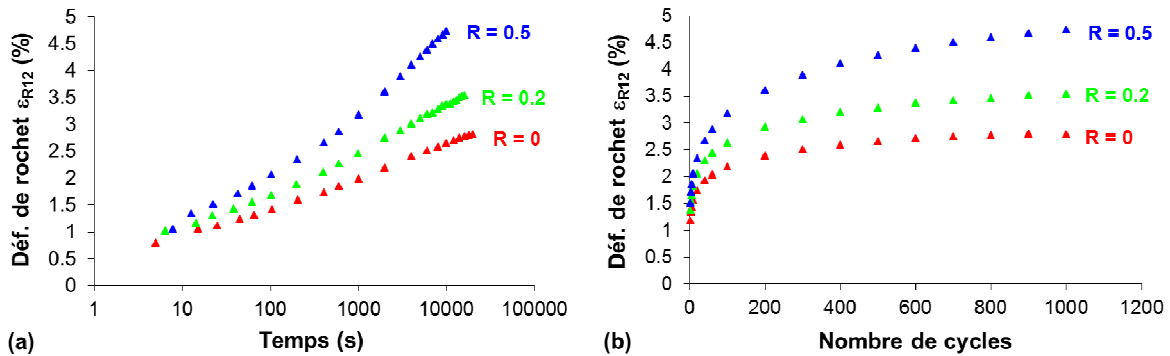 Déf. de rochet εR12 (%)
5
4.5
4
3.5
3
2.5
2
1.5
1
0.5
0
1
10
100
1000
10000
100000
R = 0.5
R = 0.2
R = 0
Temps (s)
(a)
Déf. de rochet εR12 (%)
5
4.5
4
3.5
3
2.5
2
1.5
1
0.5
0
0
200
400
600
800
1000
1200
R = 0.5
R = 0.2
R = 0
Nombre de cycles
(b)